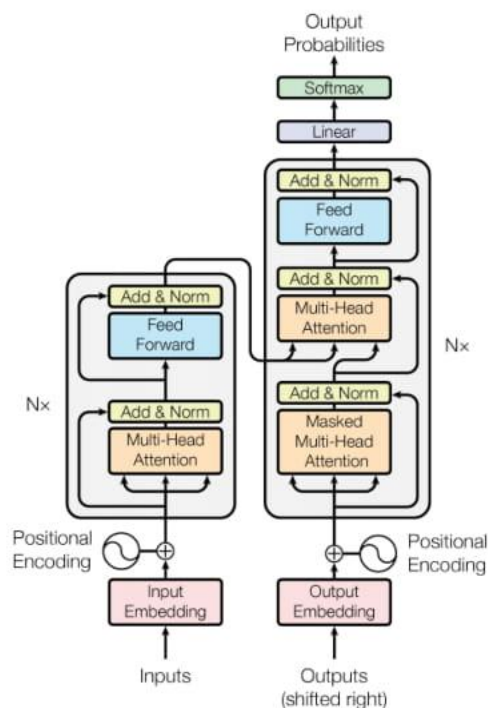 Output
Probabilities
Softmax
Linear
Add & Norm
Feed
Forward
Add & Norm
Multi-Head
Attention
Add & Norm
Masked
Multi-Head
Attention
Nx
Add & Norm
Feed
Forward
Add & Norm
Multi-Head
Attention
Nx
Positional
Encoding
Positional
Encoding
Input
Embedding
Output
Embedding
Inputs
Outputs
(shifted right)